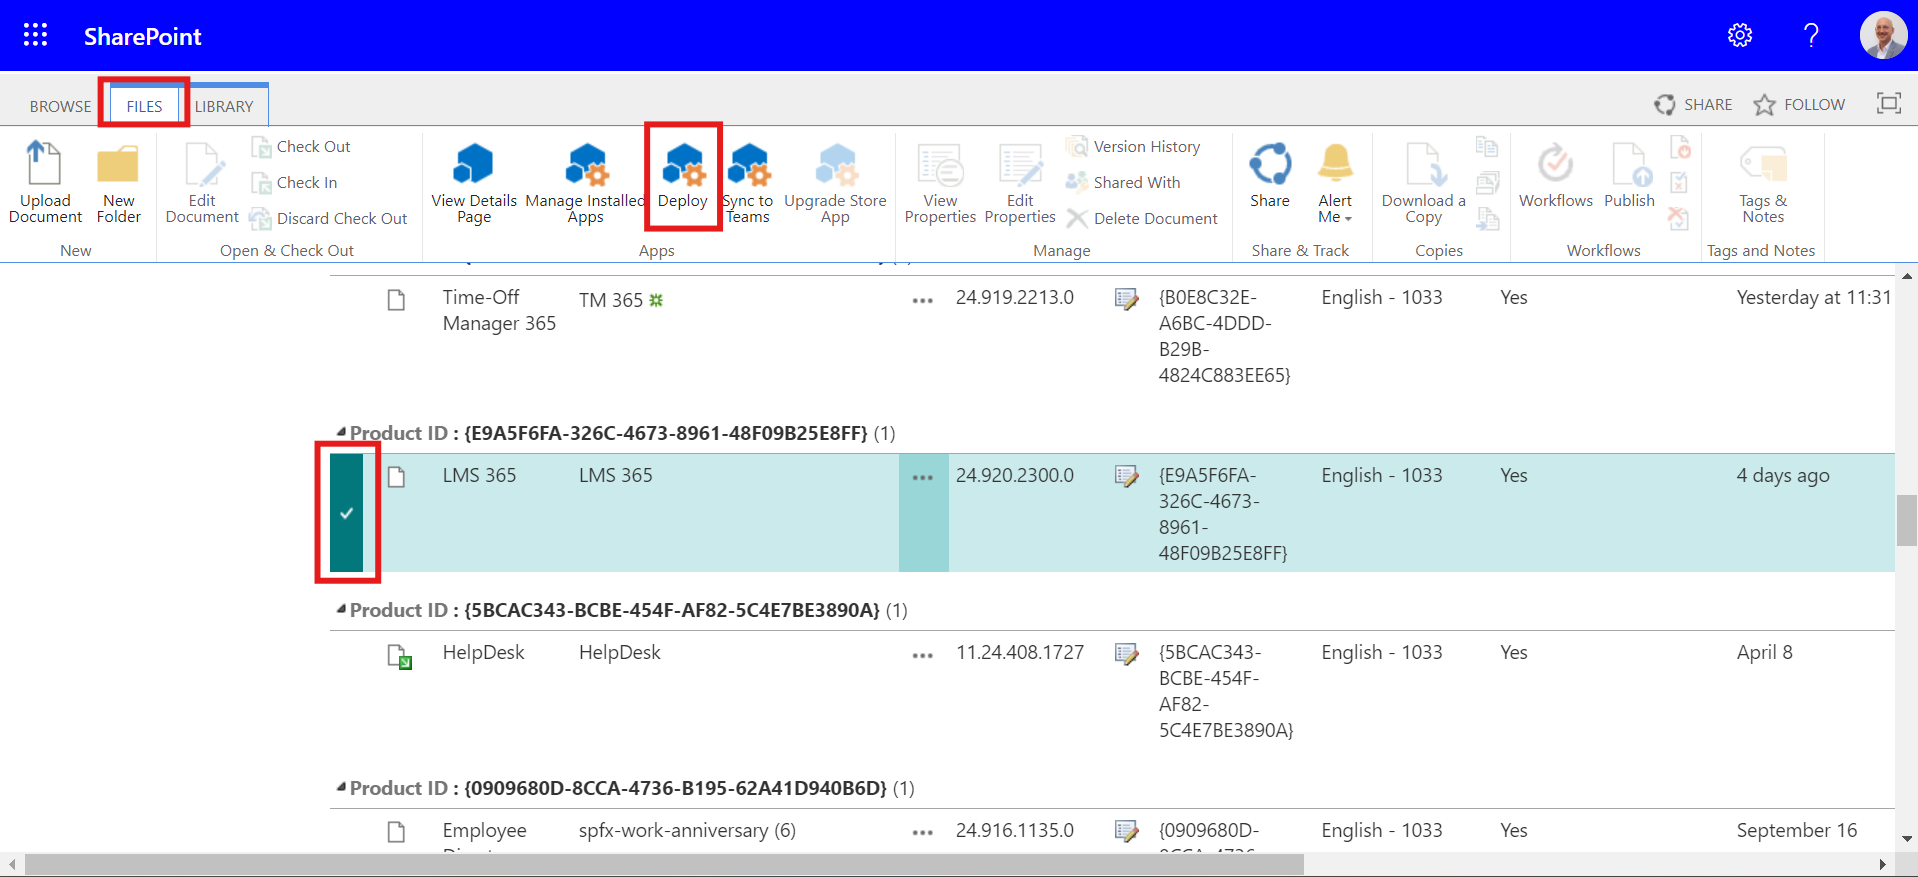 SharePoint
?
BROWSE FILES LIBRARY
SHARE FOLLOW
Upload Document
New Folder
New
Edit Document
Check Out
Check In
Discard Check Out
Open & Check Out
View Details Page
Manage Installed Apps
Deploy
Sync to Teams
Upgrade Store App
Apps
View Properties
Edit Properties
Version History
Shared With
Delete Document
Manage
Share
Alert Me
Share & Track
Download a Copy
Copies
Workflows
Publish
Workflows
Tags & Notes
Tags and Notes
Time-Off Manager 365 TM 365 ... 24.919.2213.0 {B0E8C32E-A6BC-4DDD-B29B-4824C883EE65} English - 1033 Yes Yesterday at 11:31
Product ID : {E9A5F6FA-326C-4673-8961-48F09B25E8FF} (1)
LMS 365 LMS 365 ... 24.920.2300.0 {E9A5F6FA-326C-4673-8961-48F09B25E8FF} English - 1033 Yes 4 days ago
Product ID : {5BCAC343-BCBE-454F-AF82-5C4E7BE3890A} (1)
HelpDesk HelpDesk ... 11.24.408.1727 {5BCAC343-BCBE-454F-AF82-5C4E7BE3890A} English - 1033 Yes April 8
Product ID : {0909680D-8CCA-4736-B195-62A41D940B6D} (1)
Employee spfx-work-anniversary (6) ... 24.916.1135.0 {0909680D- English - 1033 Yes September 16